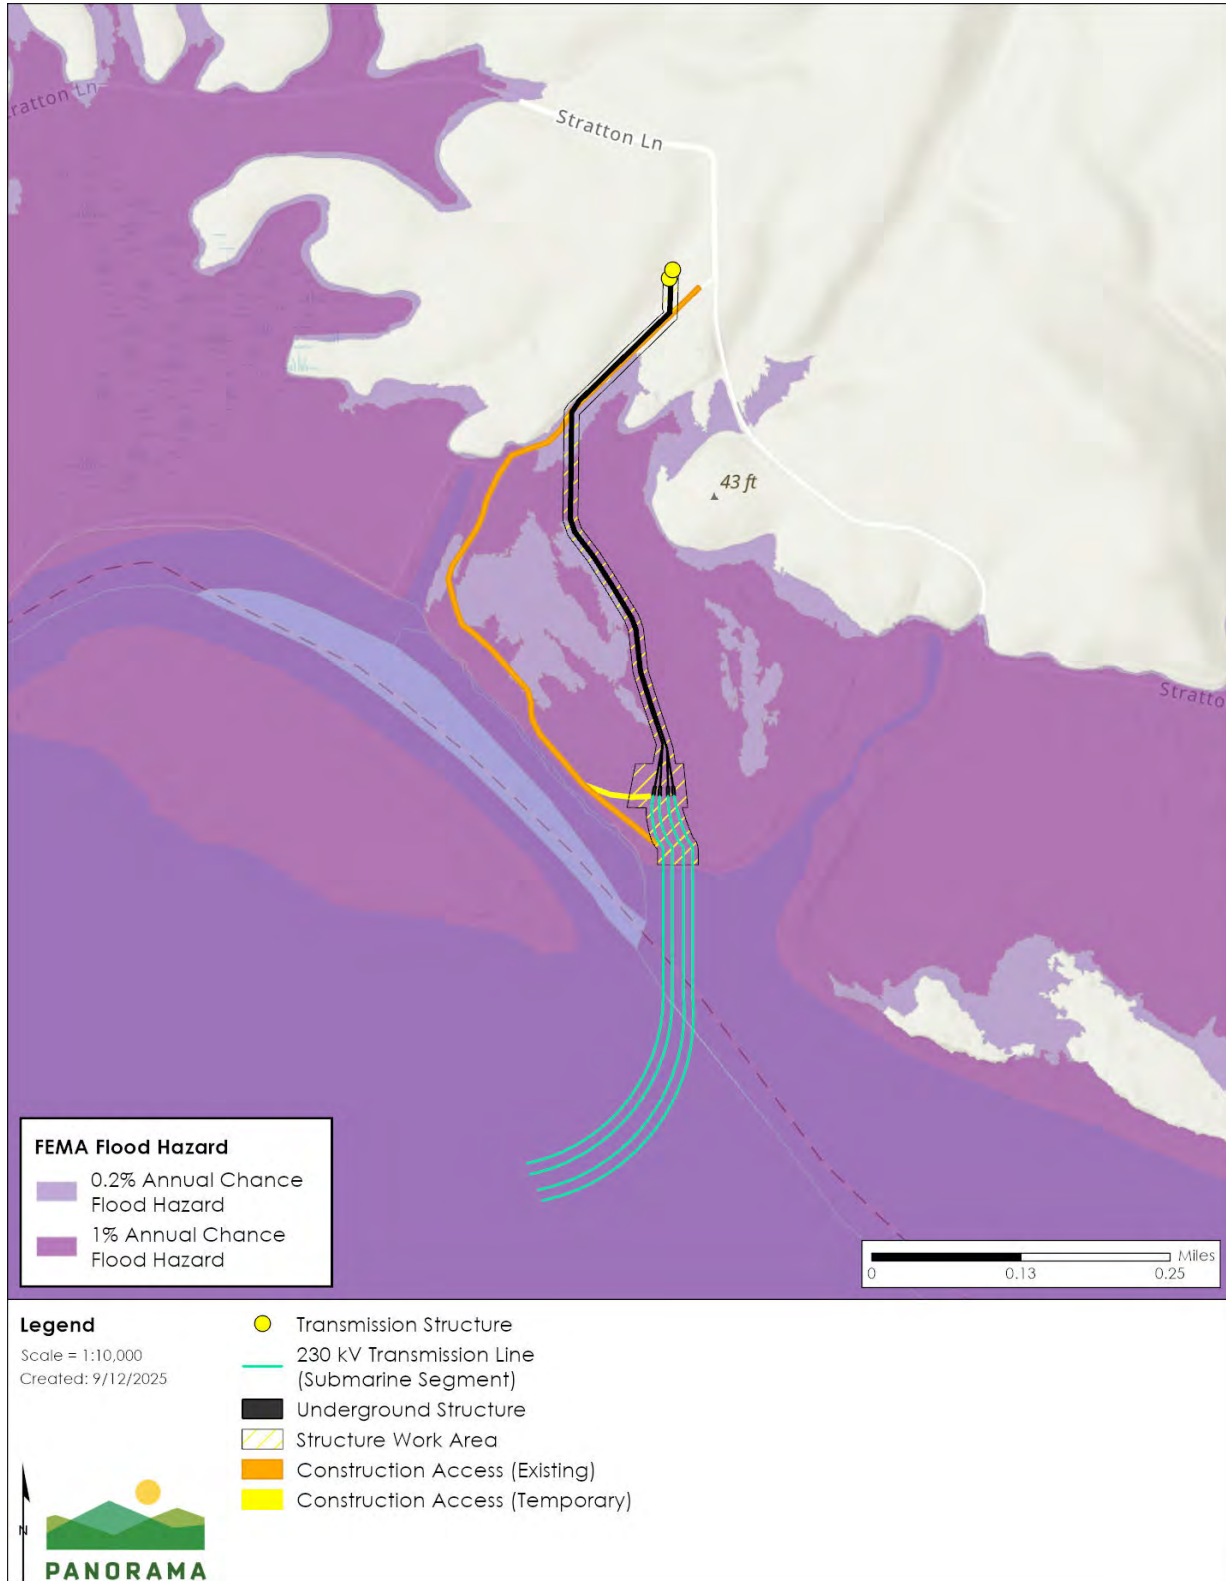 ratton Ln
Stratton Ln
43 ft
Stratto
FEMA Flood Hazard
0.2% Annual Chance
Flood Hazard
1% Annual Chance
Flood Hazard
Miles
0
0.13
0.25
Legend
Scale = 1:10,000
Created: 9/12/2025
Transmission Structure
230 kV Transmission Line
(Submarine Segment)
Underground Structure
Structure Work Area
Construction Access (Existing)
Construction Access (Temporary)
N
PANORAMA